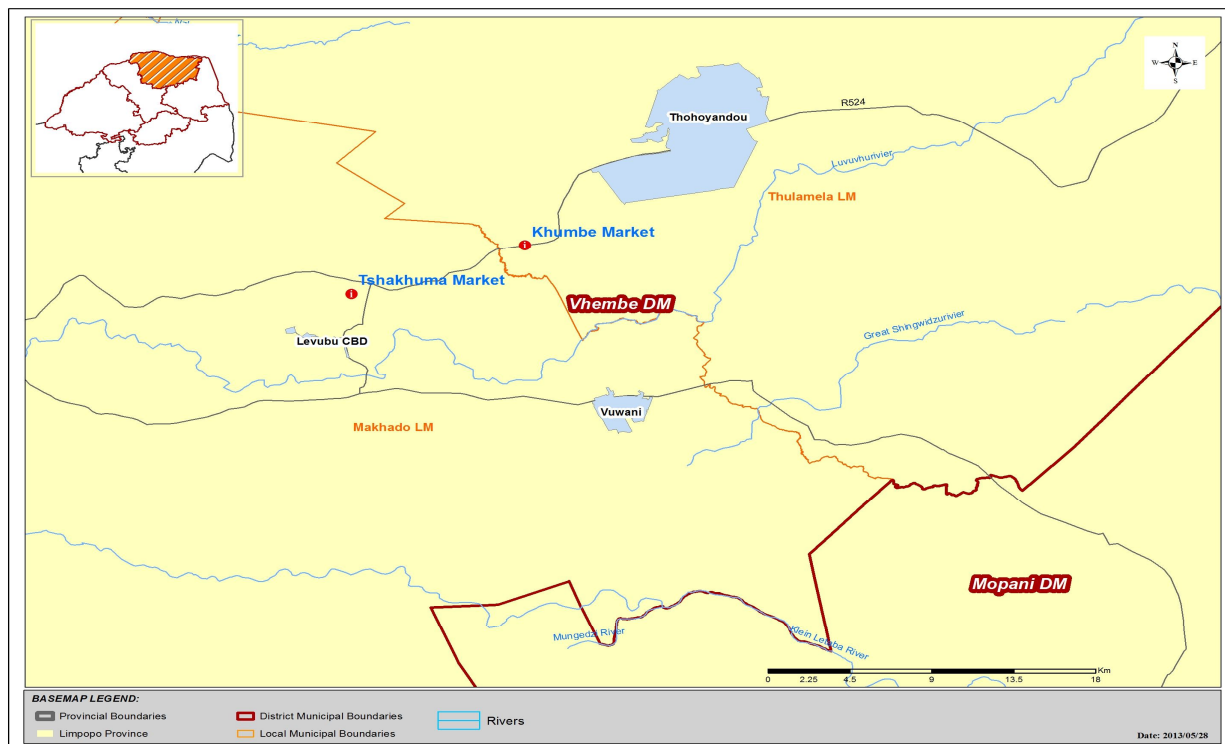 N
W E
S
R524
Thohoyandou
Luvuvhurivier
Thulamela LM
Khumbe Market
i
Tshakhuma Market
i
Vhembe DM
Great Shingwidzurivier
Levubu CBD
Vuwani
Makhado LM
Mopani DM
Mungedzi River
Klein Letaba River
Km
0 2.25 4.5 9 13.5 18
BASEMAP LEGEND:
Provincial Boundaries
District Municipal Boundaries
Rivers
Limpopo Province
Local Municipal Boundaries
Date: 2013/05/28